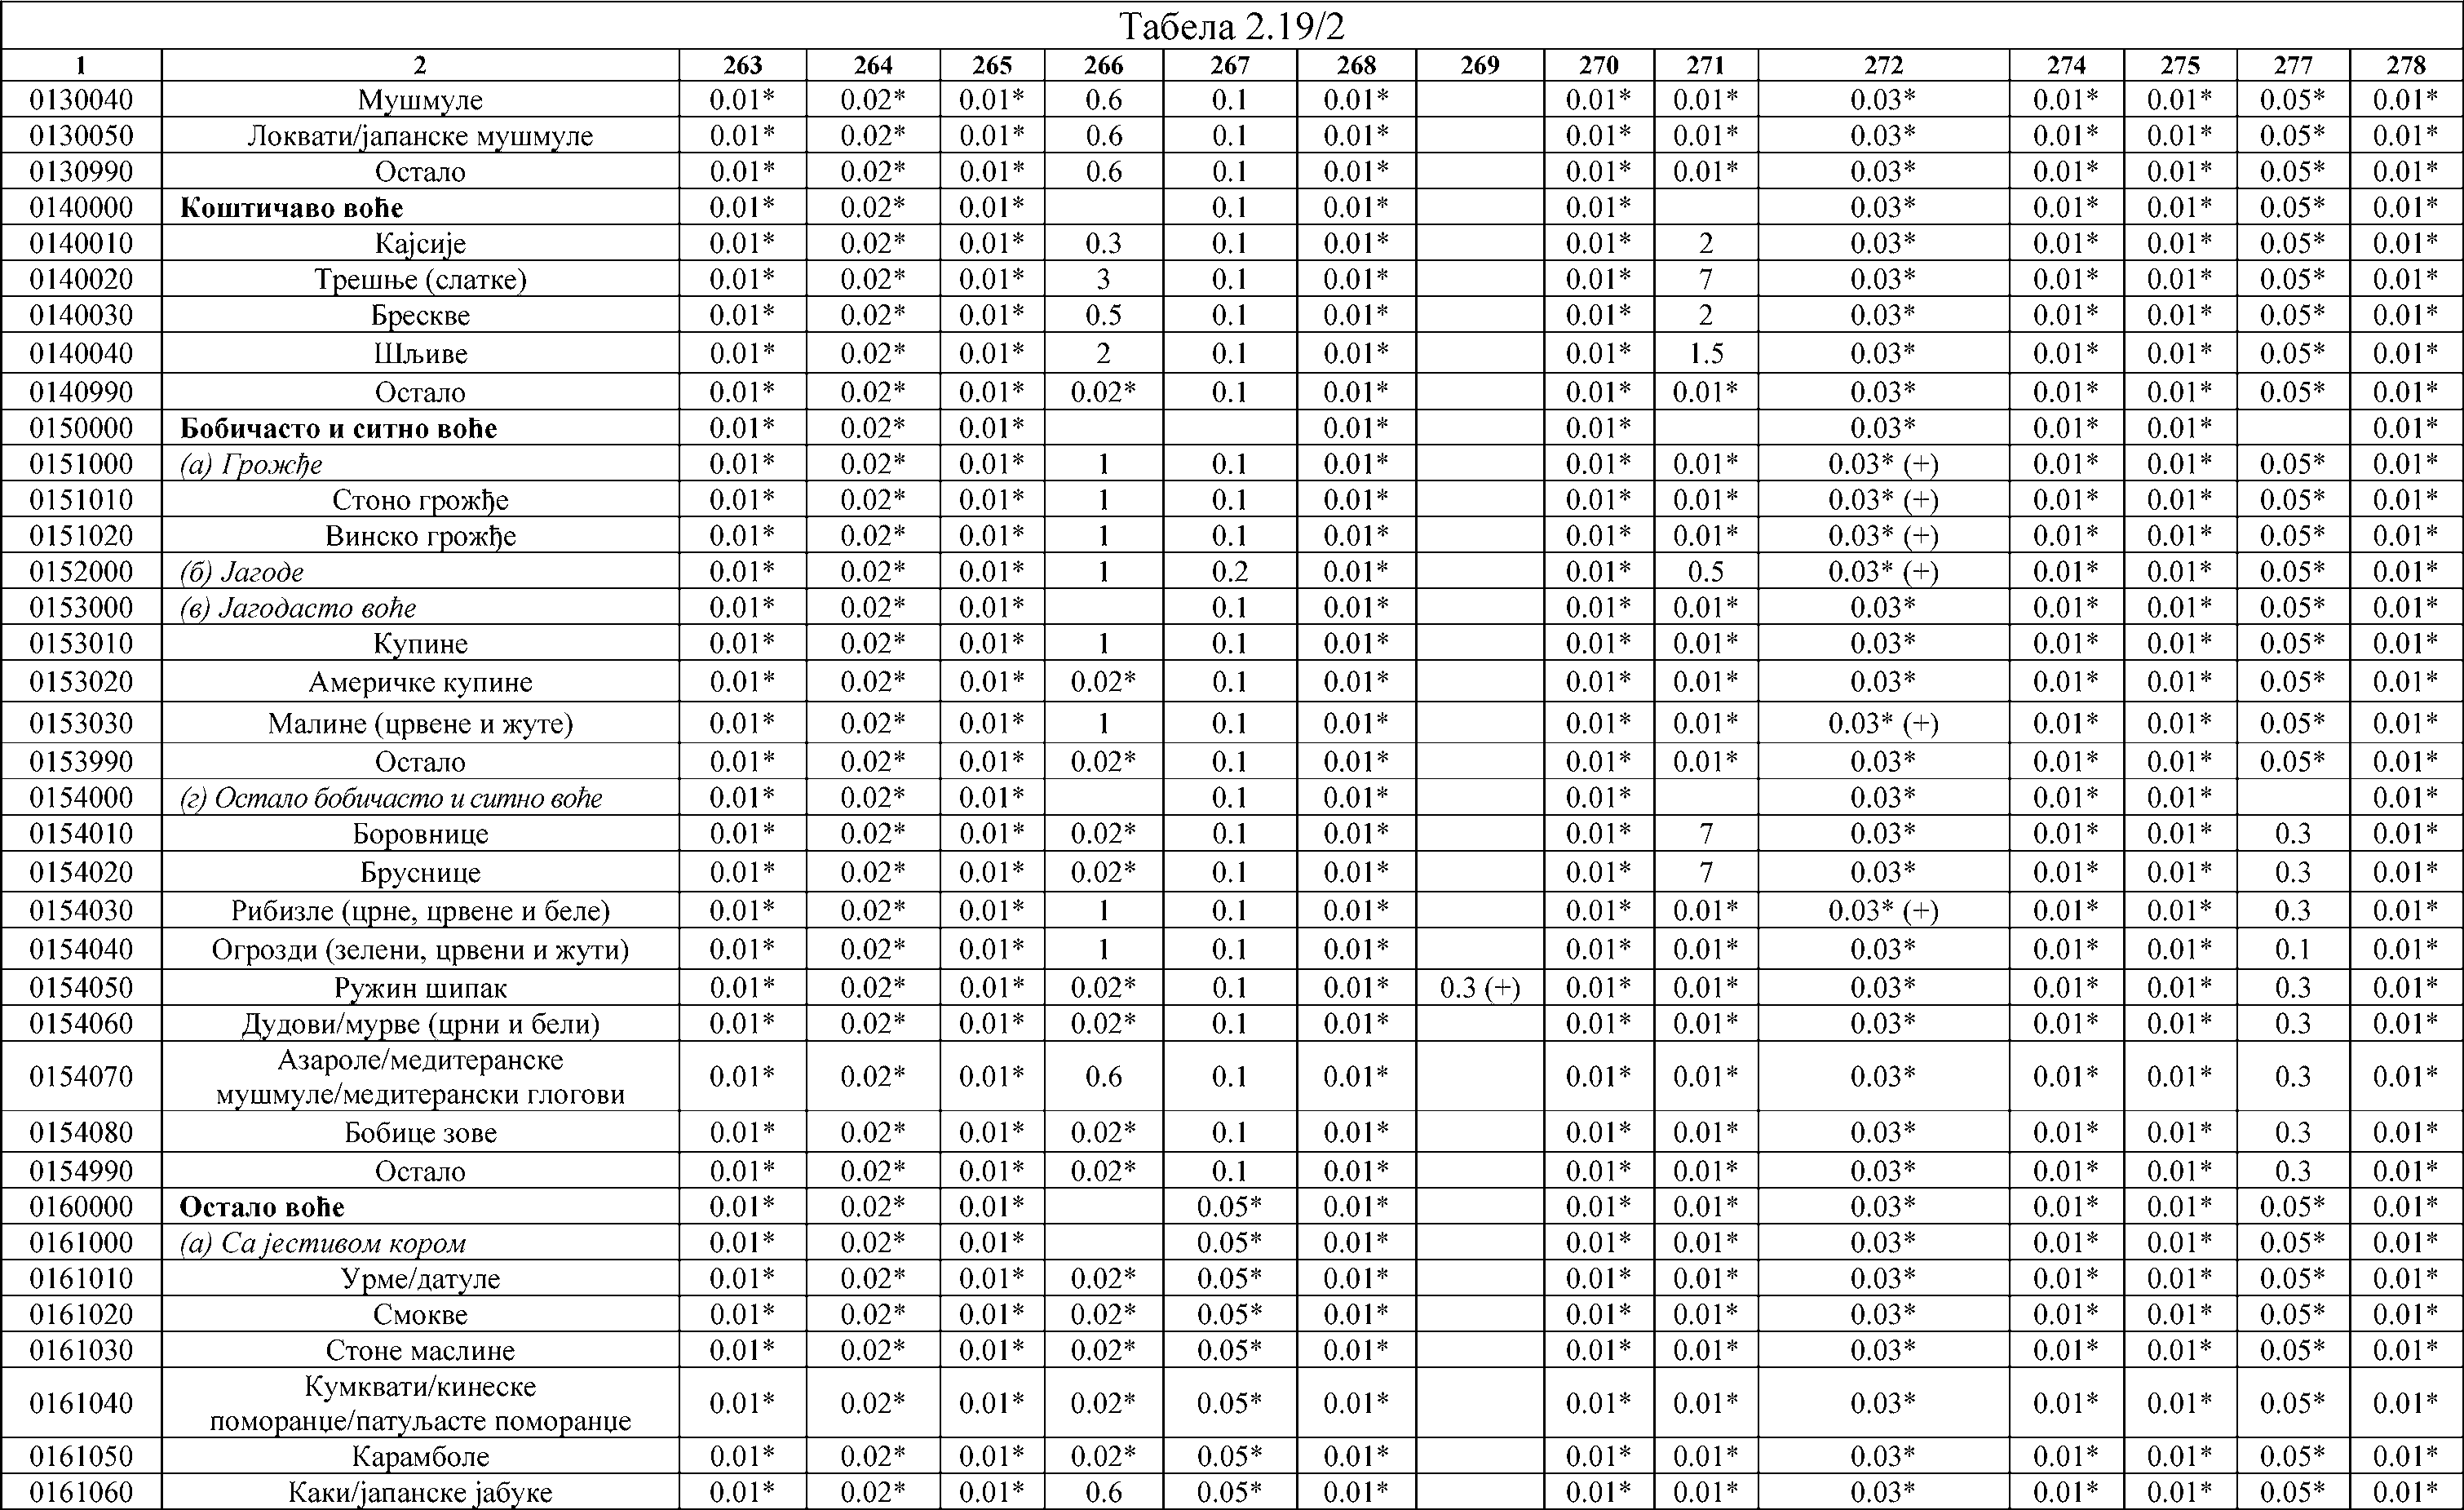 Табела 2.19/2
1 2 263 264 265 266 267 268 269 270 271 272 274 275 277 278
0130040 Мушмуле 0.01* 0.02* 0.01* 0.6 0.1 0.01* 0.01* 0.01* 0.03* 0.01* 0.01* 0.05* 0.01*
0130050 Локвати/јапанске мушмуле 0.01* 0.02* 0.01* 0.6 0.1 0.01* 0.01* 0.01* 0.03* 0.01* 0.01* 0.05* 0.01*
0130990 Остало 0.01* 0.02* 0.01* 0.6 0.1 0.01* 0.01* 0.01* 0.03* 0.01* 0.01* 0.05* 0.01*
0140000 Коштичаво воће 0.01* 0.02* 0.01* 0.1 0.01* 0.01* 0.03* 0.01* 0.01* 0.05* 0.01*
0140010 Кајсије 0.01* 0.02* 0.01* 0.3 0.1 0.01* 0.01* 2 0.03* 0.01* 0.01* 0.05* 0.01*
0140020 Трешње (слатке) 0.01* 0.02* 0.01* 3 0.1 0.01* 0.01* 7 0.03* 0.01* 0.01* 0.05* 0.01*
0140030 Брескве 0.01* 0.02* 0.01* 0.5 0.1 0.01* 0.01* 2 0.03* 0.01* 0.01* 0.05* 0.01*
0140040 Шљиве 0.01* 0.02* 0.01* 2 0.1 0.01* 0.01* 1.5 0.03* 0.01* 0.01* 0.05* 0.01*
0140990 Остало 0.01* 0.02* 0.01* 0.02* 0.1 0.01* 0.01* 0.01* 0.03* 0.01* 0.01* 0.05* 0.01*
0150000 Бобичасто и ситно воће 0.01* 0.02* 0.01* 0.01* 0.01* 0.03* 0.01* 0.01* 0.01*
0151000 (а) Грожђе 0.01* 0.02* 0.01* 1 0.1 0.01* 0.01* 0.01* 0.03* (+) 0.01* 0.01* 0.05* 0.01*
0151010 Стоно грожђе 0.01* 0.02* 0.01* 1 0.1 0.01* 0.01* 0.01* 0.03* (+) 0.01* 0.01* 0.05* 0.01*
0151020 Винско грожђе 0.01* 0.02* 0.01* 1 0.1 0.01* 0.01* 0.01* 0.03* (+) 0.01* 0.01* 0.05* 0.01*
0152000 (б) Јагоде 0.01* 0.02* 0.01* 1 0.2 0.01* 0.01* 0.5 0.03* (+) 0.01* 0.01* 0.05* 0.01*
0153000 (в) Јагодасто воће 0.01* 0.02* 0.01* 0.1 0.01* 0.01* 0.01* 0.03* 0.01* 0.01* 0.05* 0.01*
0153010 Купине 0.01* 0.02* 0.01* 1 0.1 0.01* 0.01* 0.01* 0.03* 0.01* 0.01* 0.05* 0.01*
0153020 Америчке купине 0.01* 0.02* 0.01* 0.02* 0.1 0.01* 0.01* 0.01* 0.03* 0.01* 0.01* 0.05* 0.01*
0153030 Малине (црвене и жуте) 0.01* 0.02* 0.01* 1 0.1 0.01* 0.01* 0.01* 0.03* (+) 0.01* 0.01* 0.05* 0.01*
0153990 Остало 0.01* 0.02* 0.01* 0.02* 0.1 0.01* 0.01* 0.01* 0.03* 0.01* 0.01* 0.05* 0.01*
0154000 (г) Остало бобичасто и ситно воће 0.01* 0.02* 0.01* 0.1 0.01* 0.01* 0.03* 0.01* 0.01* 0.01*
0154010 Боровнице 0.01* 0.02* 0.01* 0.02* 0.1 0.01* 0.01* 7 0.03* 0.01* 0.01* 0.3 0.01*
0154020 Бруснице 0.01* 0.02* 0.01* 0.02* 0.1 0.01* 0.01* 7 0.03* 0.01* 0.01* 0.3 0.01*
0154030 Рибизле (црне, црвене и беле) 0.01* 0.02* 0.01* 1 0.1 0.01* 0.01* 0.01* 0.03* (+) 0.01* 0.01* 0.3 0.01*
0154040 Огрозди (зелени, црвени и жути) 0.01* 0.02* 0.01* 1 0.1 0.01* 0.01* 0.01* 0.03* 0.01* 0.01* 0.1 0.01*
0154050 Ружин шипак 0.01* 0.02* 0.01* 0.02* 0.1 0.01* 0.3 (+) 0.01* 0.01* 0.03* 0.01* 0.01* 0.3 0.01*
0154060 Дудови/мурве (црни и бели) 0.01* 0.02* 0.01* 0.02* 0.1 0.01* 0.01* 0.01* 0.03* 0.01* 0.01* 0.3 0.01*
Азароле/медитеранске
0154070 мушмуле/медитерански глогови 0.01* 0.02* 0.01* 0.6 0.1 0.01* 0.01* 0.01* 0.03* 0.01* 0.01* 0.3 0.01*
0154080 Бобице зове 0.01* 0.02* 0.01* 0.02* 0.1 0.01* 0.01* 0.01* 0.03* 0.01* 0.01* 0.3 0.01*
0154990 Остало 0.01* 0.02* 0.01* 0.02* 0.1 0.01* 0.01* 0.01* 0.03* 0.01* 0.01* 0.3 0.01*
0160000 Остало воће 0.01* 0.02* 0.01* 0.05* 0.01* 0.01* 0.01* 0.03* 0.01* 0.01* 0.05* 0.01*
0161000 (а) Са јестивом кором 0.01* 0.02* 0.01* 0.05* 0.01* 0.01* 0.01* 0.03* 0.01* 0.01* 0.05* 0.01*
0161010 Урме/датуле 0.01* 0.02* 0.01* 0.02* 0.05* 0.01* 0.01* 0.01* 0.03* 0.01* 0.01* 0.05* 0.01*
0161020 Смокве 0.01* 0.02* 0.01* 0.02* 0.05* 0.01* 0.01* 0.01* 0.03* 0.01* 0.01* 0.05* 0.01*
0161030 Стоне маслине 0.01* 0.02* 0.01* 0.02* 0.05* 0.01* 0.01* 0.01* 0.03* 0.01* 0.01* 0.05* 0.01*
Кумквати/кинеске
0161040 поморанџе/патуљасте поморанџе 0.01* 0.02* 0.01* 0.02* 0.05* 0.01* 0.01* 0.01* 0.03* 0.01* 0.01* 0.05* 0.01*
0161050 Карамболе 0.01* 0.02* 0.01* 0.02* 0.05* 0.01* 0.01* 0.01* 0.03* 0.01* 0.01* 0.05* 0.01*
0161060 Каки/јапанске јабуке 0.01* 0.02* 0.01* 0.6 0.05* 0.01* 0.01* 0.01* 0.03* 0.01* 0.01* 0.05* 0.01*